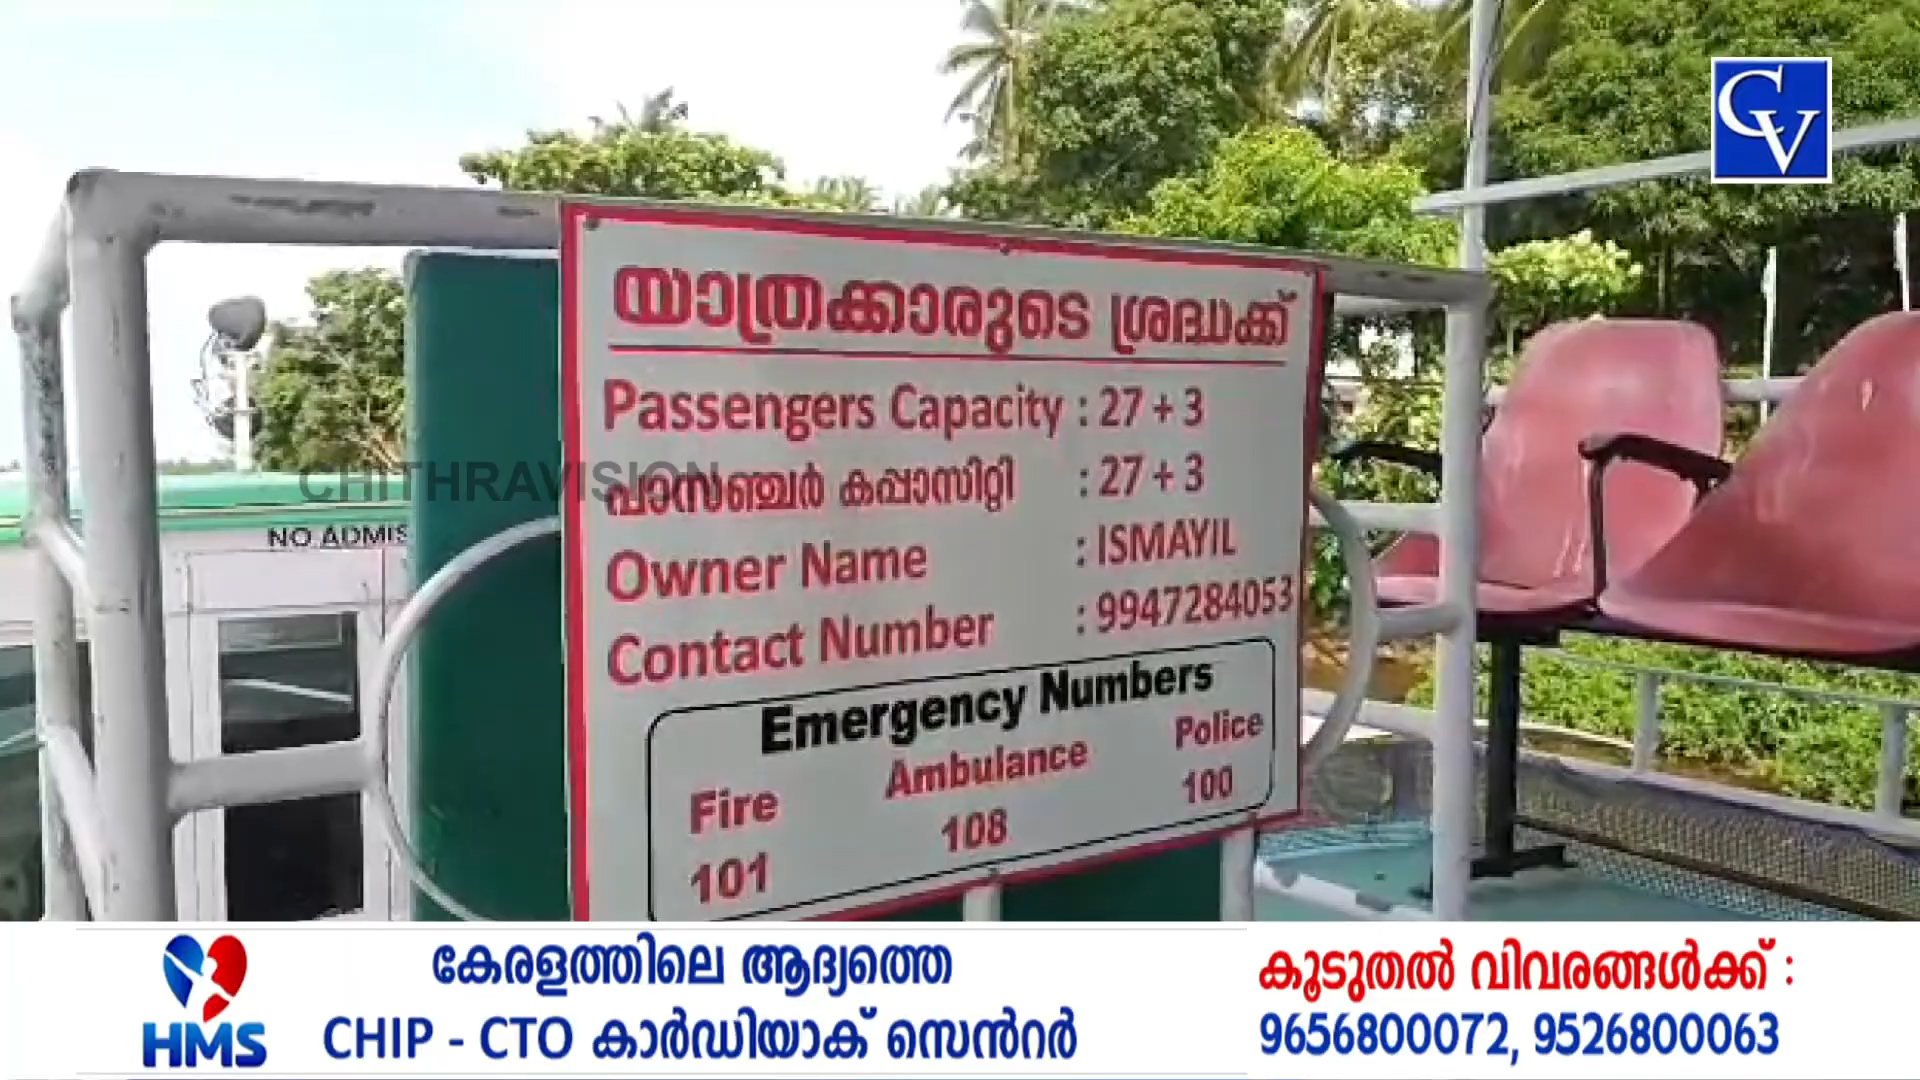 CV
യാത്രക്കാരുടെ ശ്രദ്ധക്ക്
Passengers Capacity : 27 + 3
പാസഞ്ചർ കപ്പാസിറ്റി : 27 + 3
CHITHRAVISION
NO ADMIS
Owner Name : ISMAYIL
Contact Number : 9947284053
Emergency Numbers
Fire Ambulance Police
101 108 100
HMS
കേരളത്തിലെ ആദ്യത്തെ
CHIP - CTO കാർഡിയാക് സെൻറർ
കൂടുതൽ വിവരങ്ങൾക്ക് :
9656800072, 9526800063